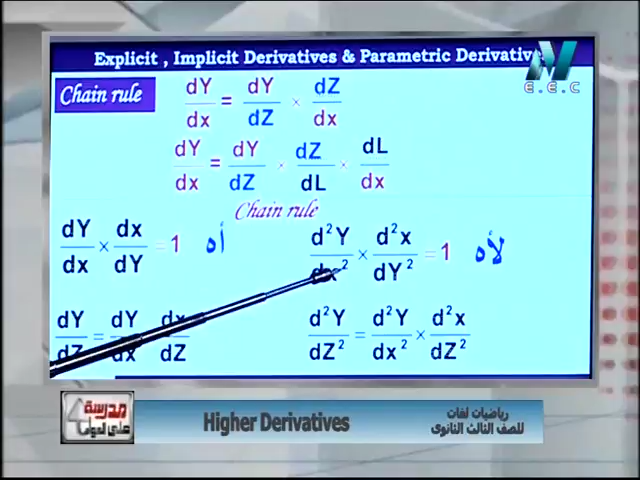 Explicit , Implicit Derivatives & Parametric Derivative
E.E.C
Chain rule
dY/dx = dY/dZ × dZ/dx
dY/dx = dY/dZ × dZ/dL × dL/dx
Chain rule
dY/dx × dx/dY = 1 أه
d²Y/dx² × d²x/dY² = 1 لأه
dY/dZ = dY/dx dx/dZ
d²Y/dZ² = d²Y/dx² × d²x/dZ²
مدرسة
على الهواء
Higher Derivatives
رياضيات لغات
للصف الثالث الثانوى